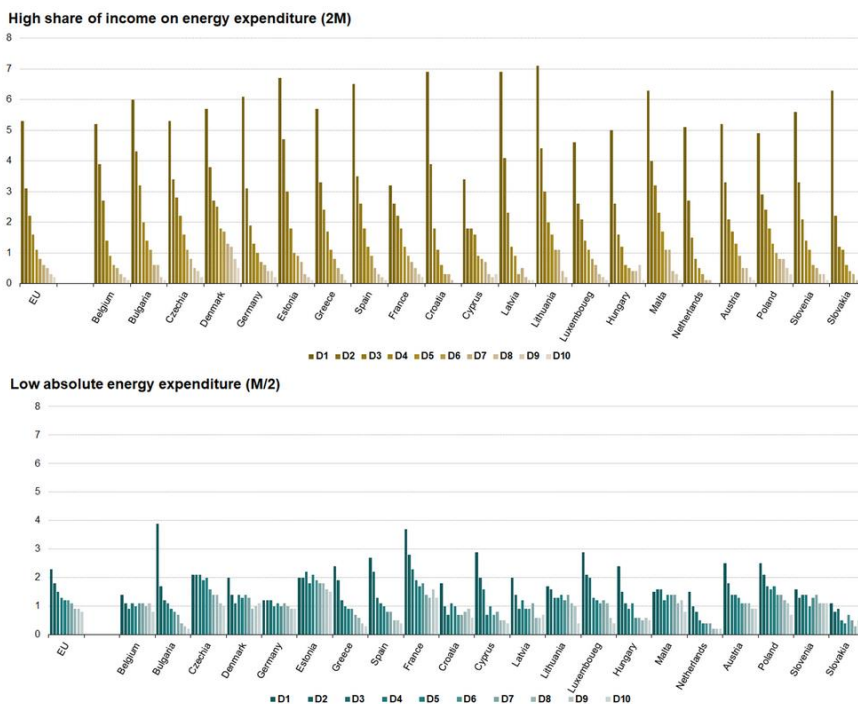 High share of income on energy expenditure (2M)
8
7
6
5
4
3
2
1
0
EU
Belgium
Bulgaria
Czechia
Denmark
Germany
Estonia
Greece
Spain
France
Croatia
Cyprus
Latvia
Lithuania
Luxembourg
Hungary
Malta
Netherlands
Austria
Poland
Slovenia
Slovakia
D1 D2 D3 D4 D5 D6 D7 D8 D9 D10
Low absolute energy expenditure (M/2)
8
7
6
5
4
3
2
1
0
EU
Belgium
Bulgaria
Czechia
Denmark
Germany
Estonia
Greece
Spain
France
Croatia
Cyprus
Latvia
Lithuania
Luxembourg
Hungary
Malta
Netherlands
Austria
Poland
Slovenia
Slovakia
D1 D2 D3 D4 D5 D6 D7 D8 D9 D10